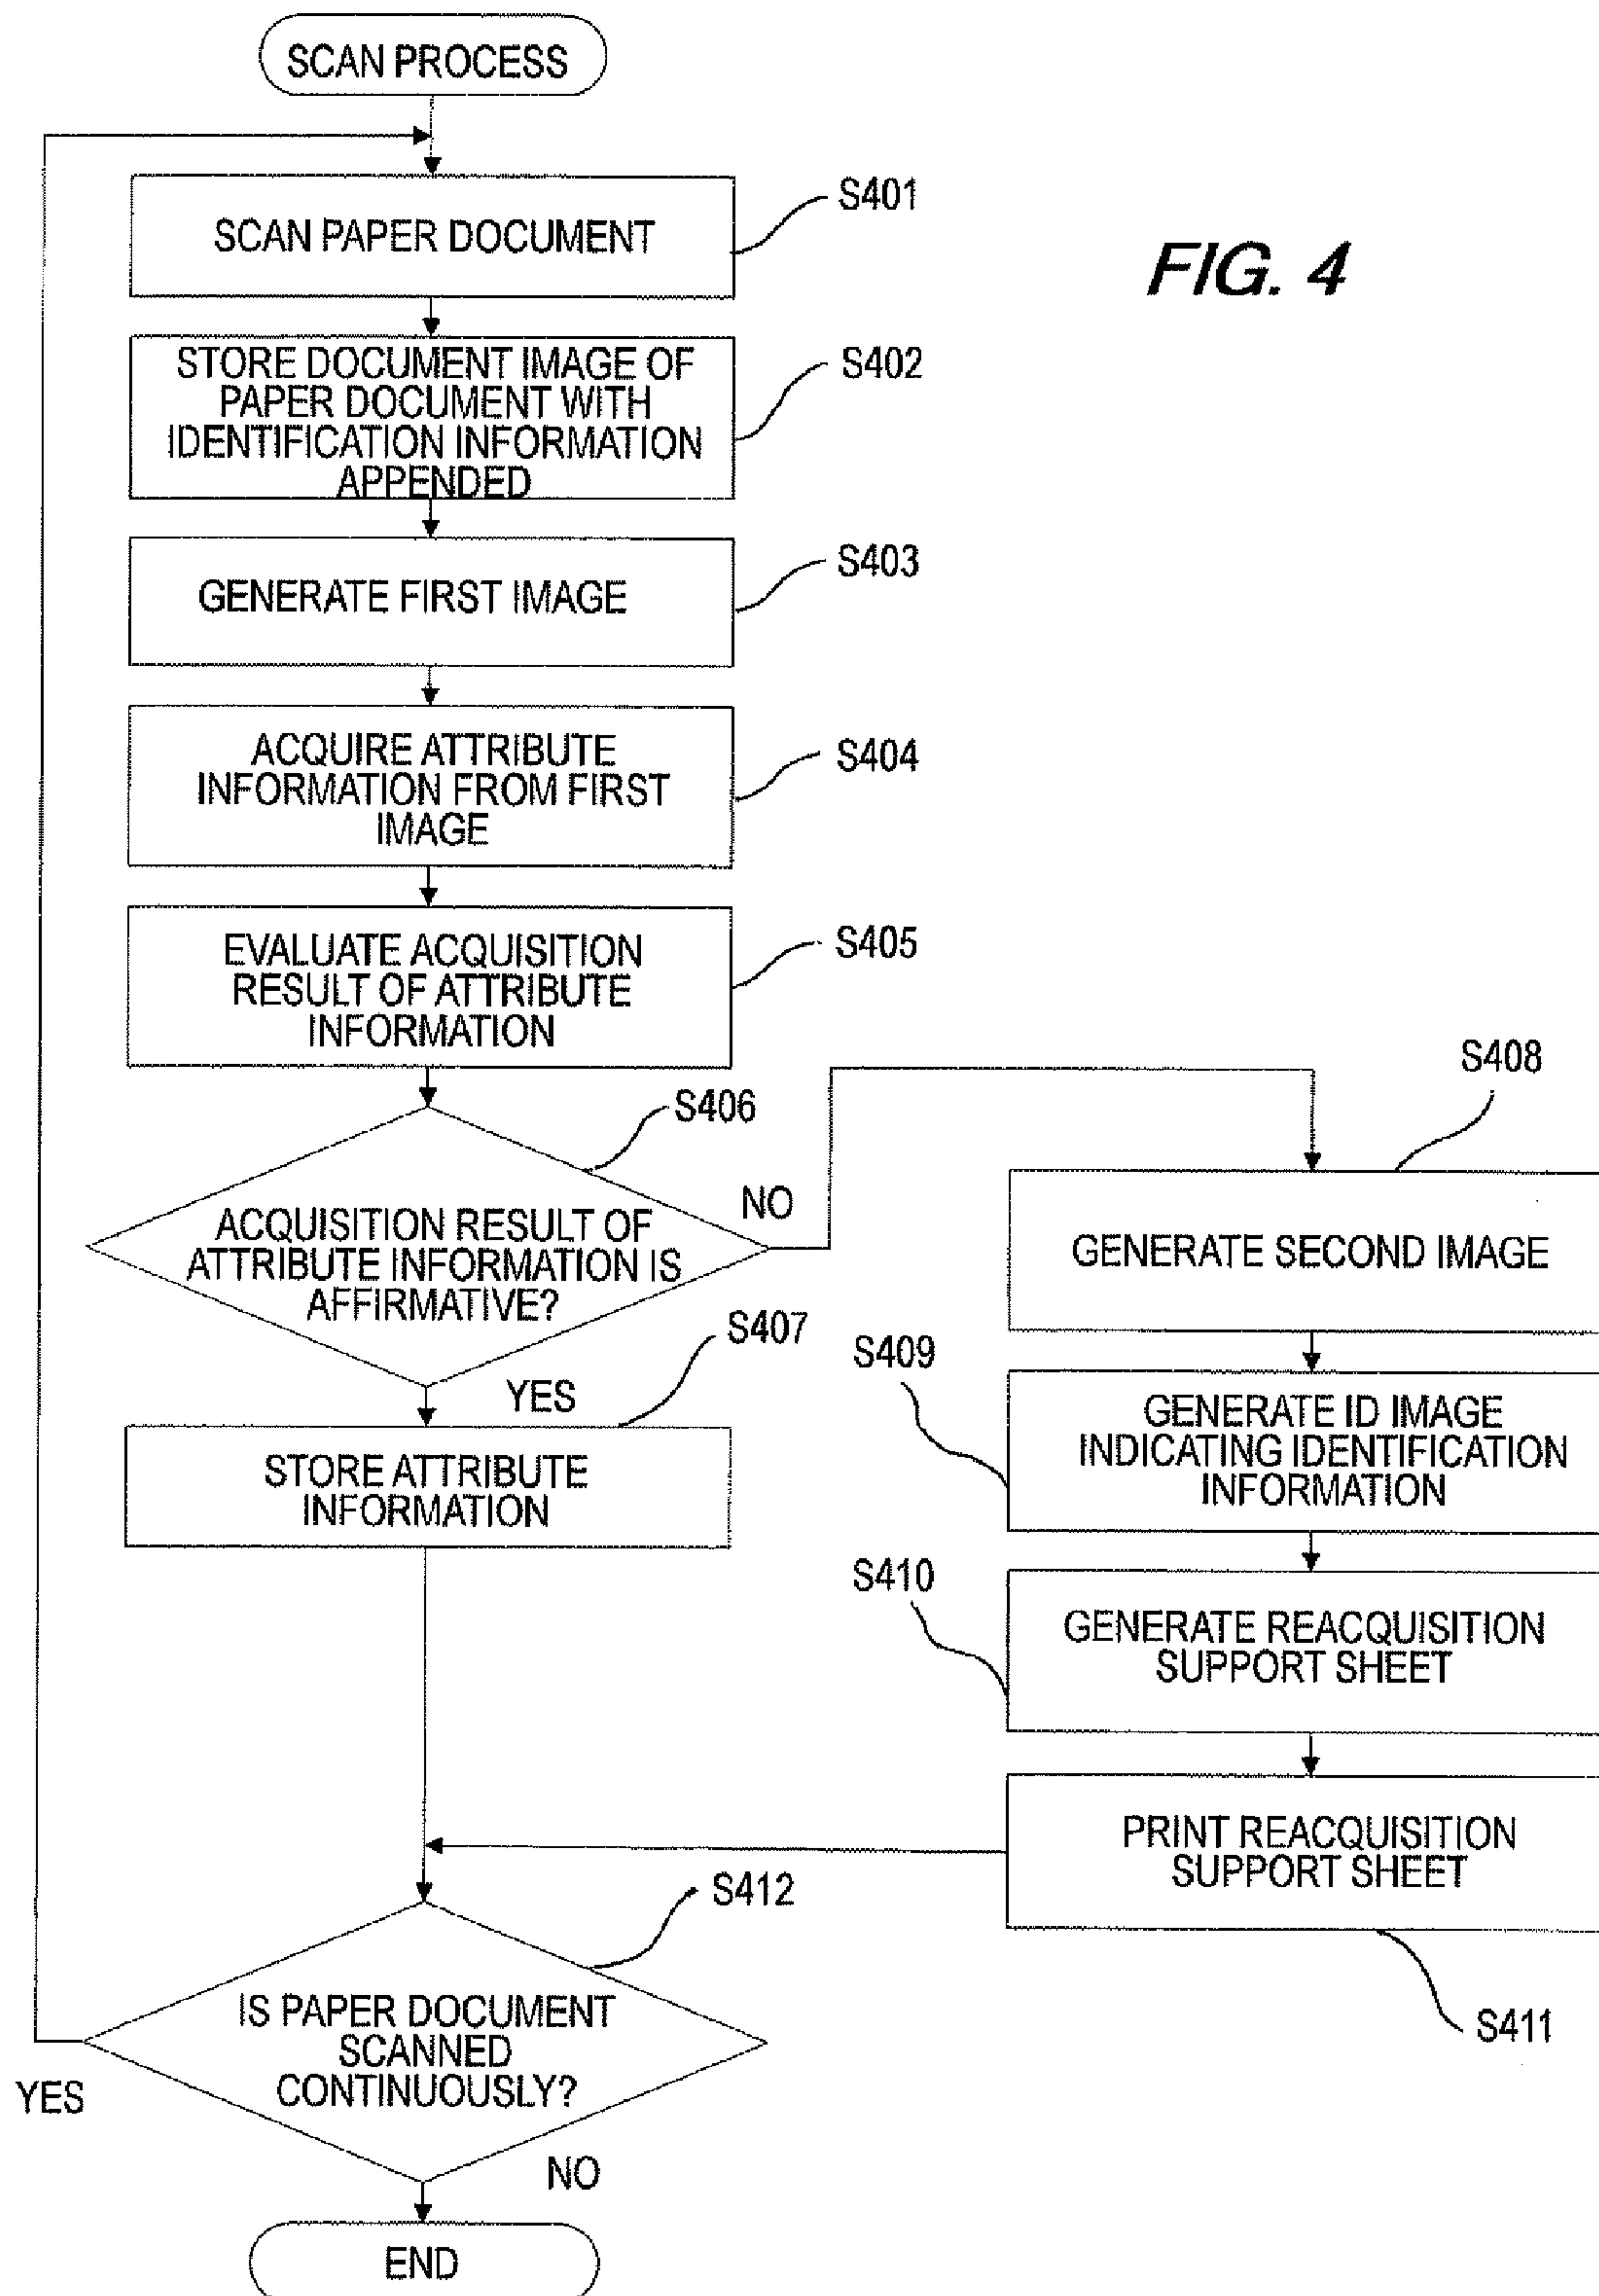 SCAN PROCESS
S401
SCAN PAPER DOCUMENT
FIG. 4
S402
STORE DOCUMENT IMAGE OF
PAPER DOCUMENT WITH
IDENTIFICATION INFORMATION
APPENDED
S403
GENERATE FIRST IMAGE
S404
ACQUIRE ATTRIBUTE
INFORMATION FROM FIRST
IMAGE
S405
EVALUATE ACQUISITION
RESULT OF ATTRIBUTE
INFORMATION
S406
ACQUISITION RESULT OF
ATTRIBUTE INFORMATION IS
AFFIRMATIVE?
NO
YES
S407
STORE ATTRIBUTE
INFORMATION
S408
GENERATE SECOND IMAGE
S409
GENERATE ID IMAGE
INDICATING IDENTIFICATION
INFORMATION
S410
GENERATE REACQUISITION
SUPPORT SHEET
PRINT REACQUISITION
SUPPORT SHEET
S411
S412
IS PAPER DOCUMENT
SCANNED
CONTINUOUSLY?
YES
NO
END